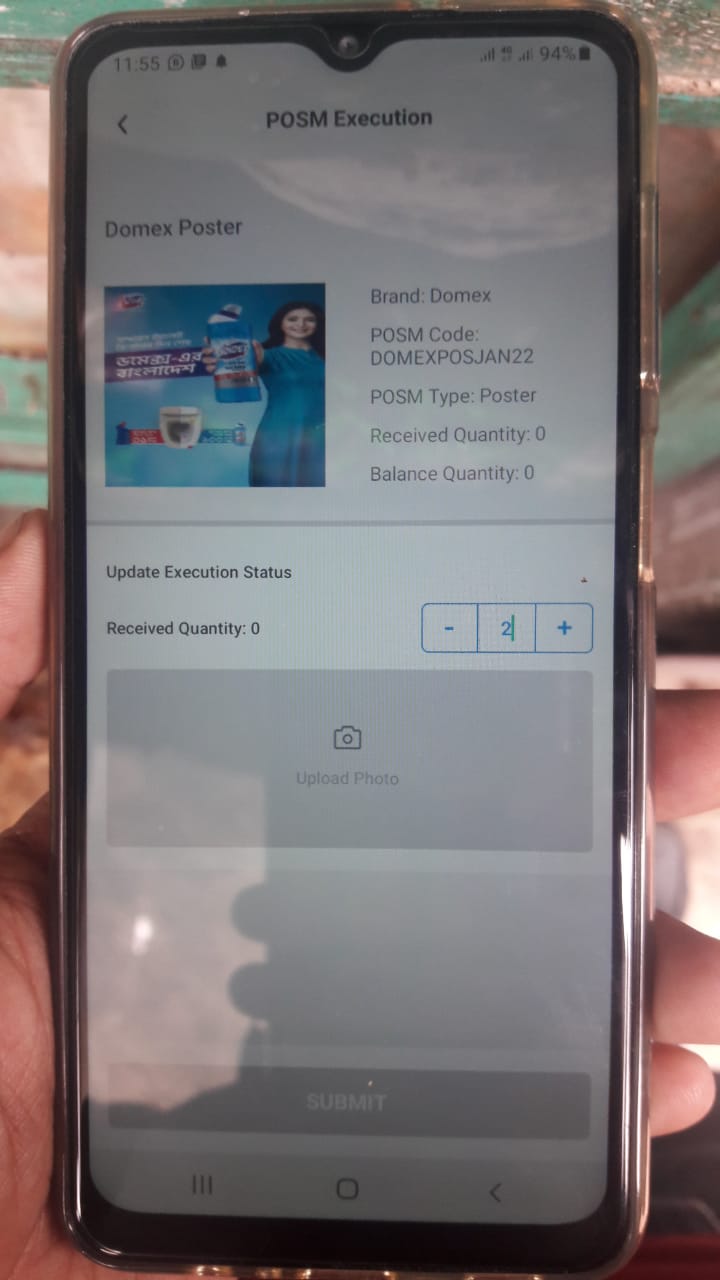 11:55
4G
94%
POSM Execution
Domex Poster
ডমেক্স-এর
বাংলাদেশ
Brand: Domex
POSM Code:
DOMEXPOSJAN22
POSM Type: Poster
Received Quantity: 0
Balance Quantity: 0
Update Execution Status
Received Quantity: 0
- 2 +
Upload Photo
SUBMIT